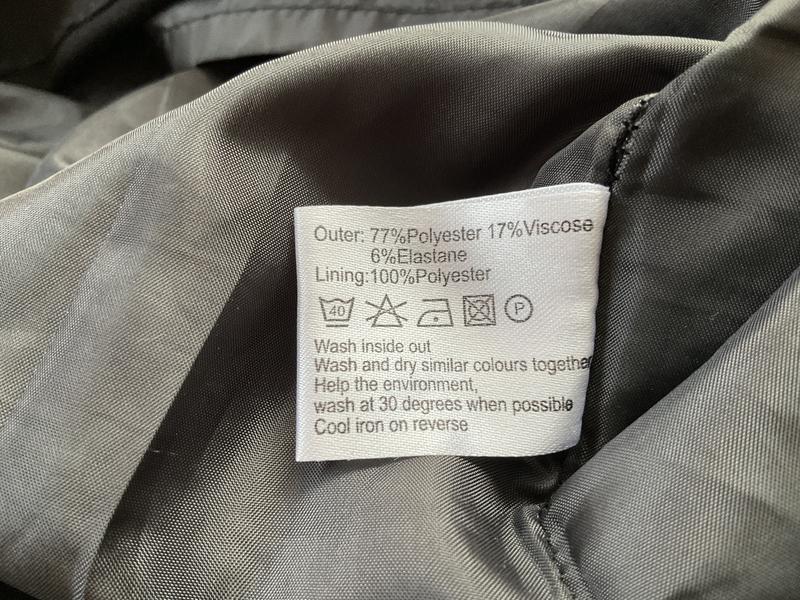 Outer: 77%Polyester 17%Viscose
6%Elastane
Lining:100%Polyester
40 P
Wash inside out
Wash and dry similar colours together
Help the environment,
wash at 30 degrees when possible
Cool iron on reverse